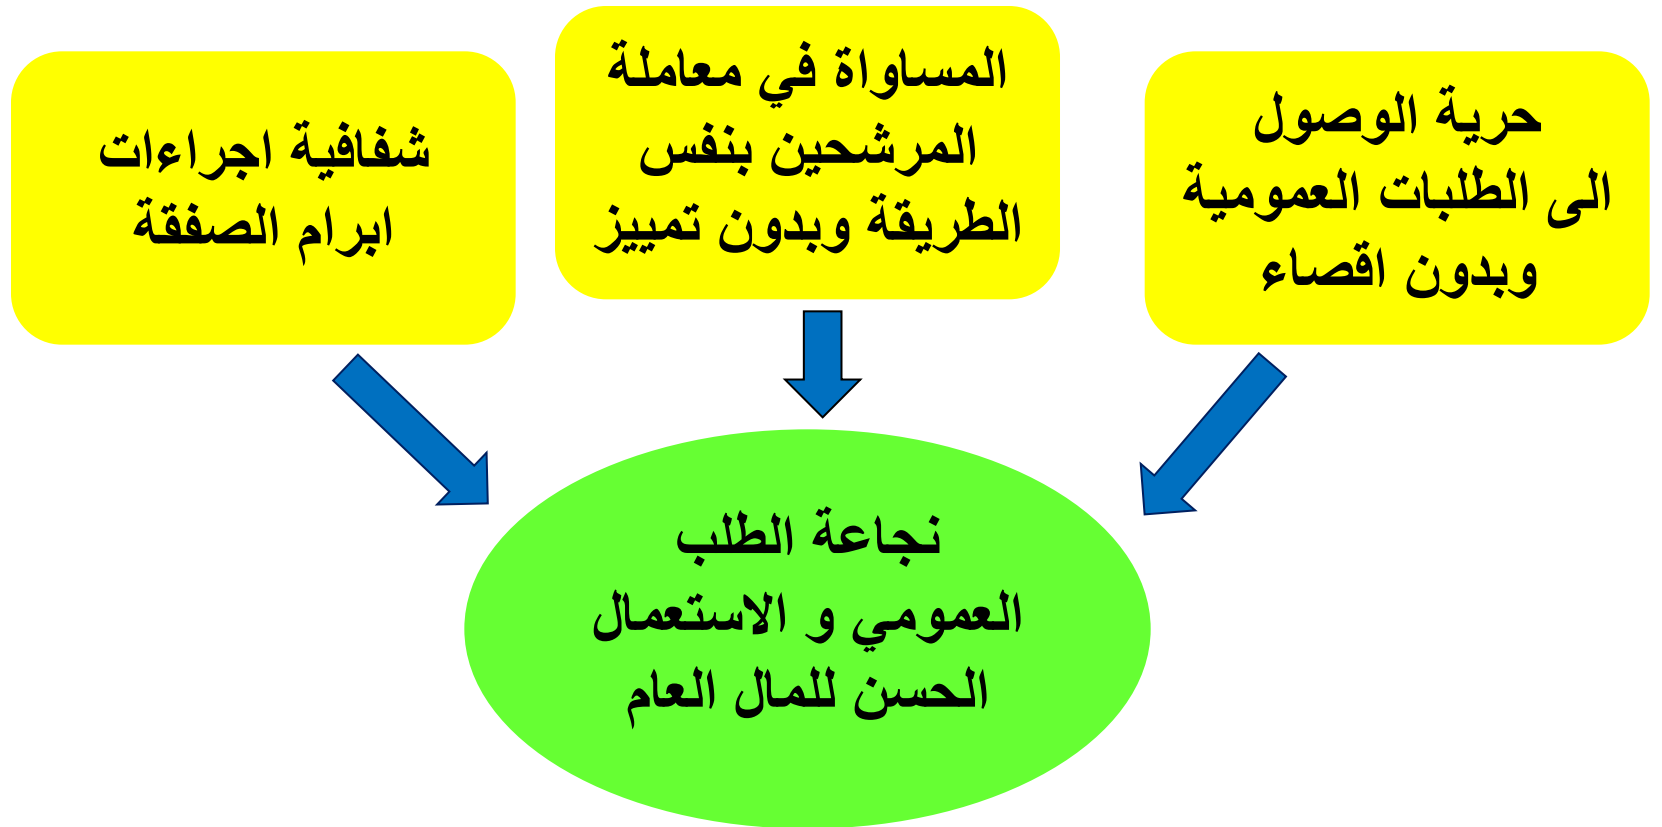 حرية الوصول
الى الطلبات العمومية
وبدون اقصاء
المساواة في معاملة
المرشحين بنفس
الطريقة وبدون تمييز
شفافية اجراءات
ابرام الصفقة
نجاعة الطلب
العمومي و الاستعمال
الحسن للمال العام